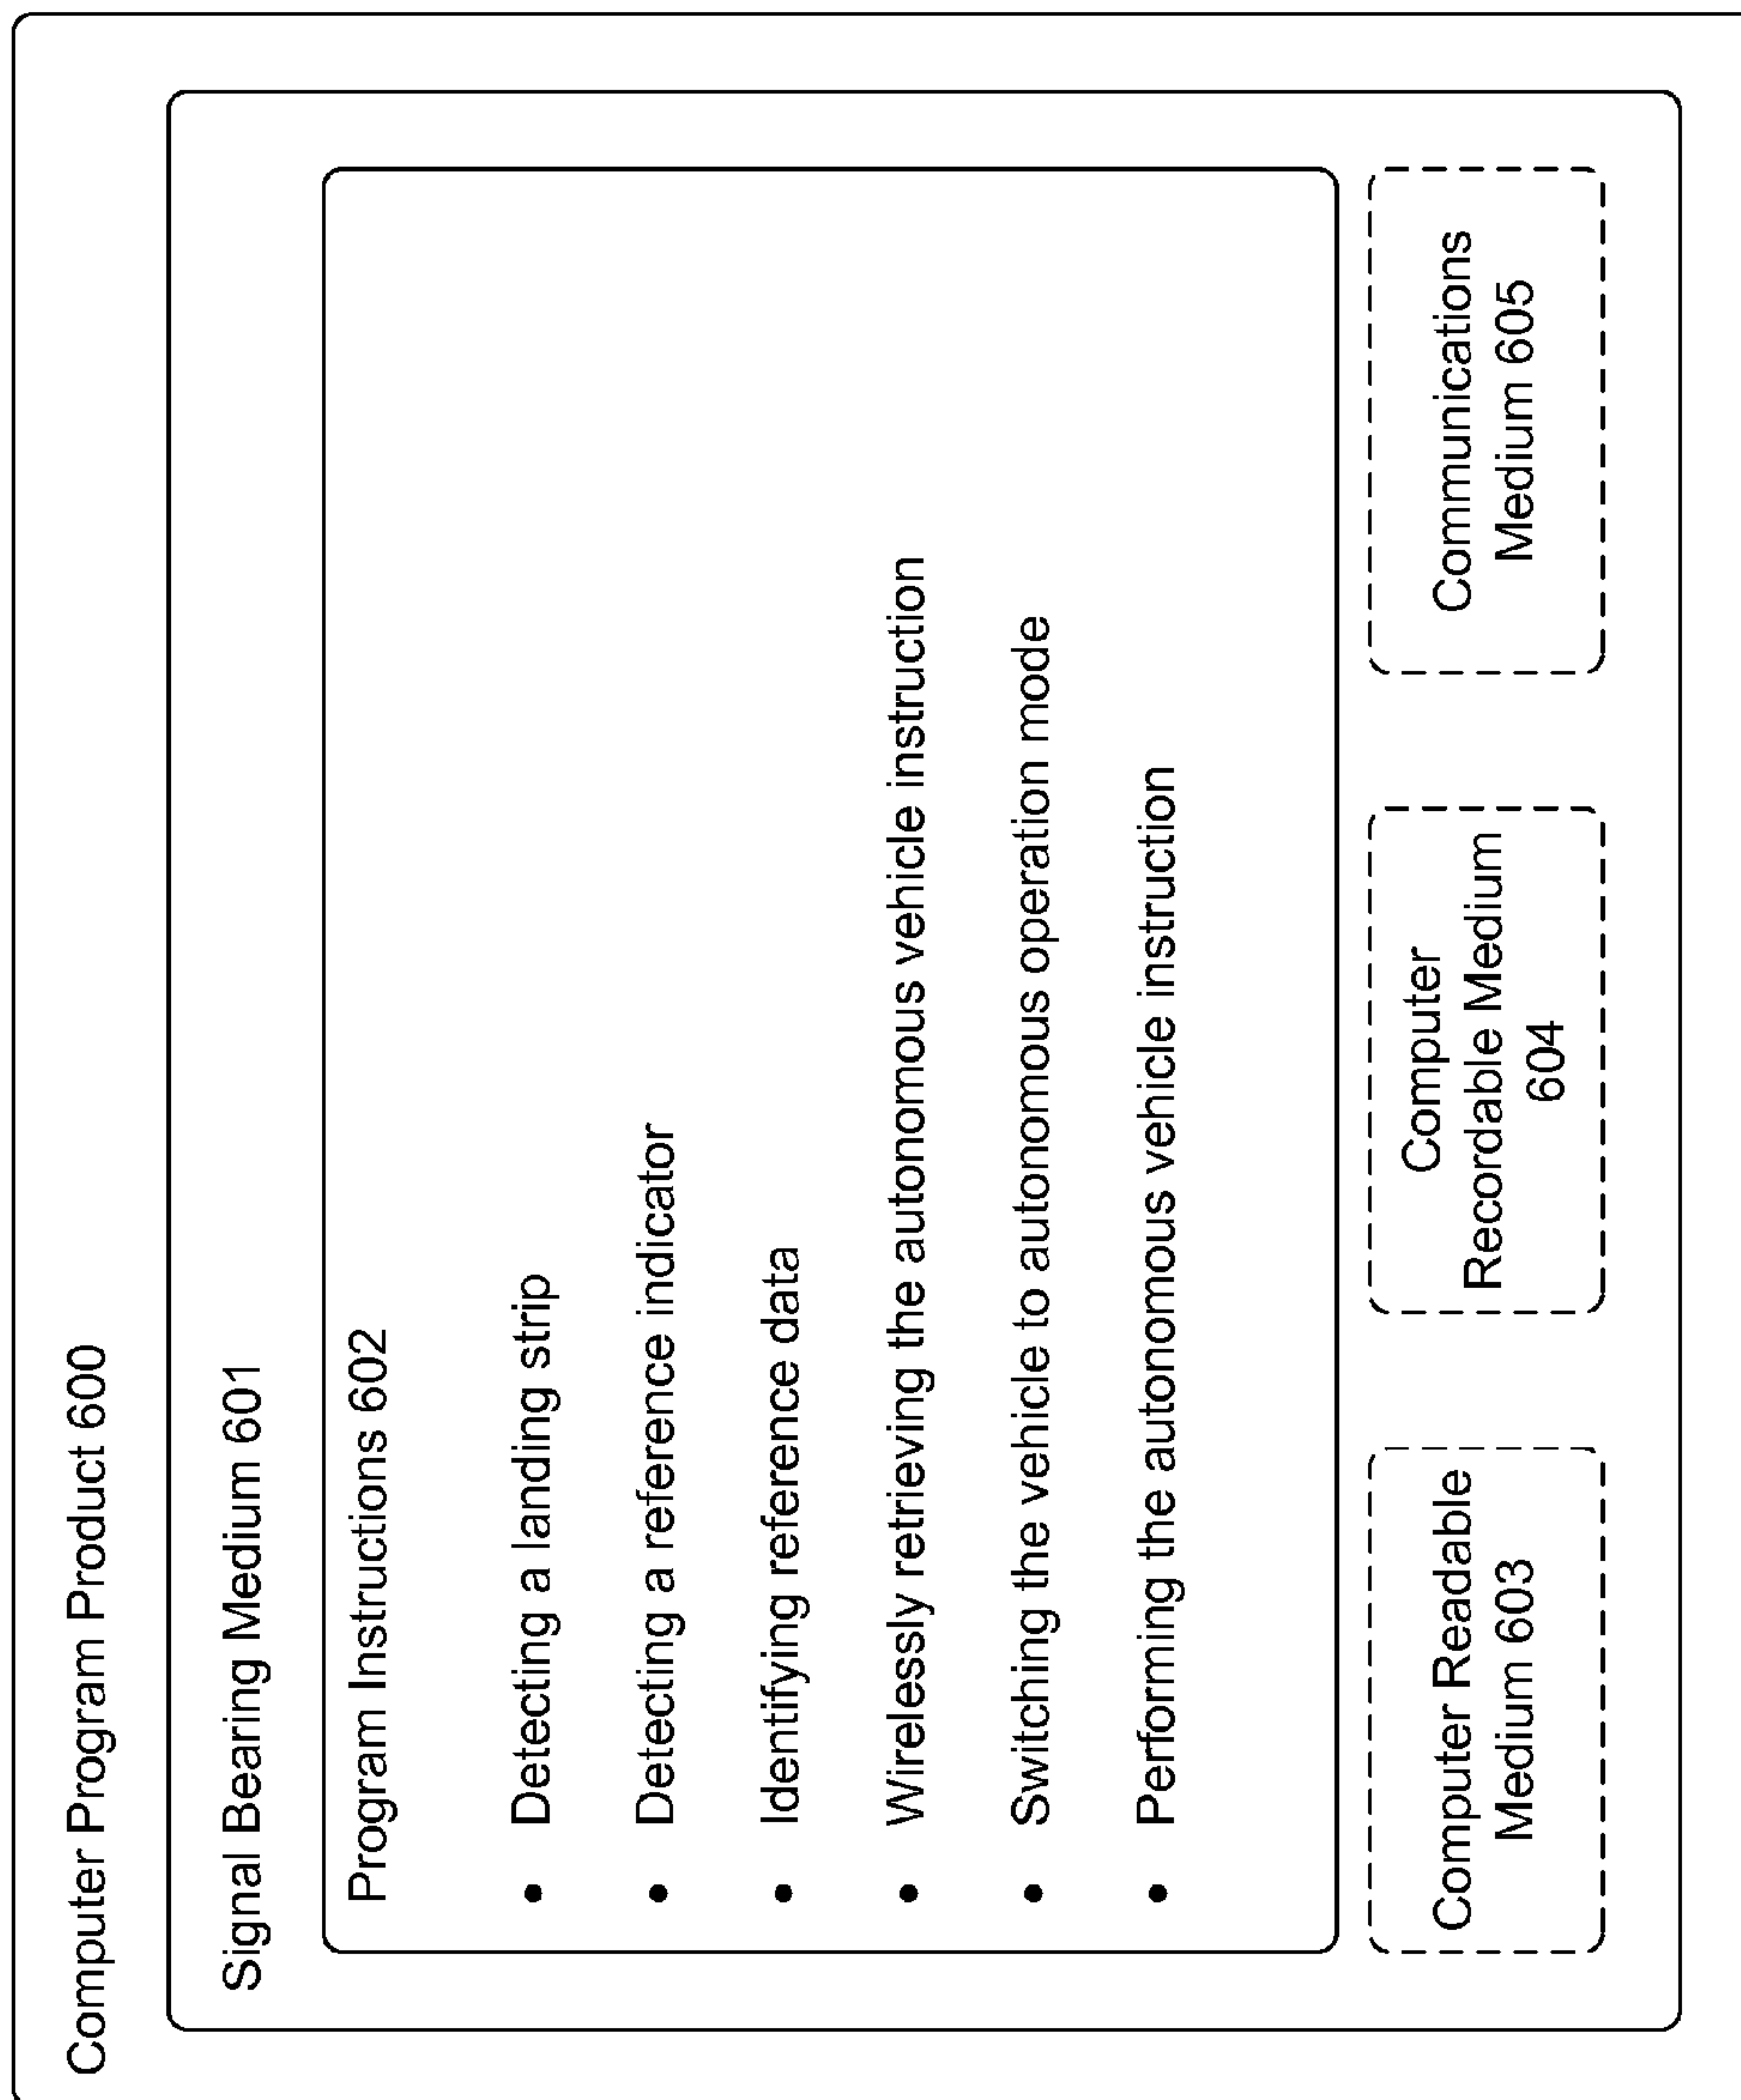 Computer Program Product 600
Signal Bearing Medium 601
Program Instructions 602
• Detecting a landing strip
• Detecting a reference indicator
• Identifying reference data
• Wirelessly retrieving the autonomous vehicle instruction
• Switching the vehicle to autonomous operation mode
• Performing the autonomous vehicle instruction
Computer Readable
Medium 603
Computer
Recordable Medium
604
Communications
Medium 605